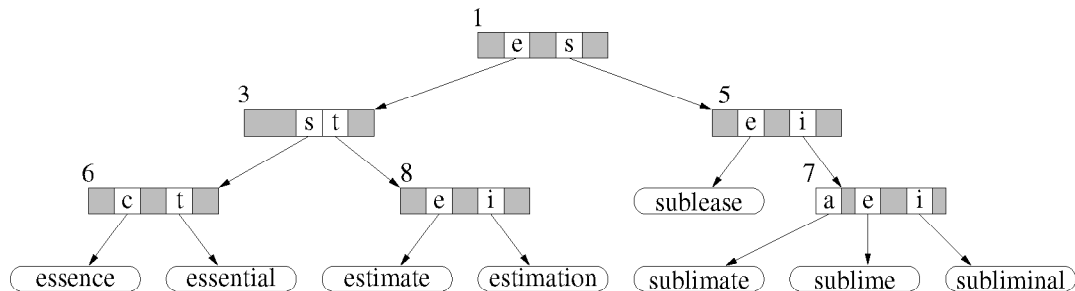 1
e s
3
s t
5
e i
6
c t
8
e i
7
a e i
sublease
essence
essential
estimate
estimation
sublimate
sublime
subliminal